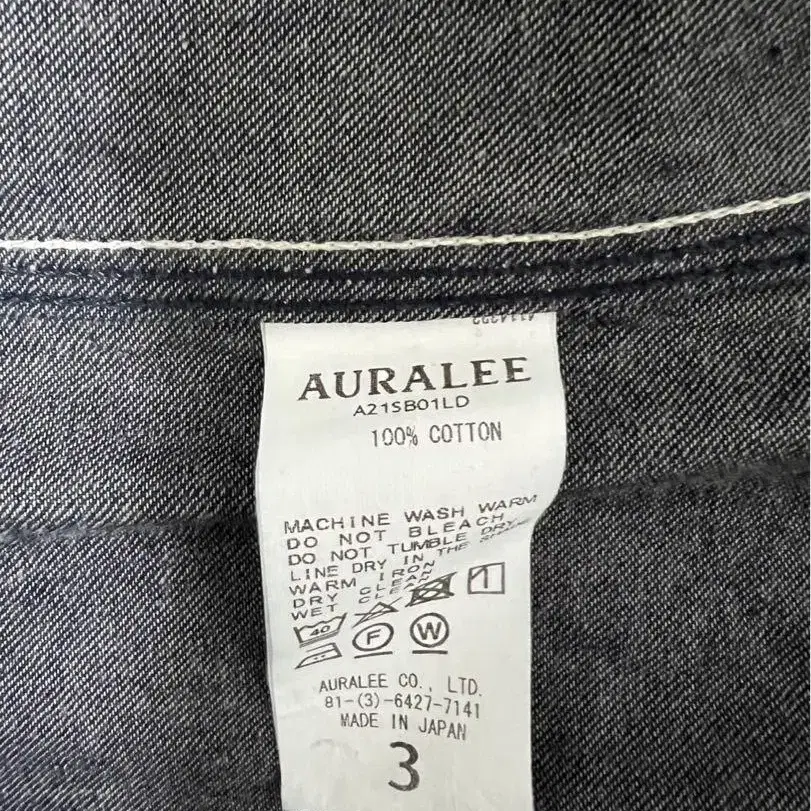 AURALEE
A21SB01LD
100% COTTON
MACHINE WASH WARM
DO NOT BLEACH
DO NOT TUMBLE DRY
LINE DRY IN THE SHADE
WARM IRON
DRY CLEAN
WET CLEAN
40
F W
AURALEE CO., LTD.
81-(3)-6427-7141
MADE IN JAPAN
3